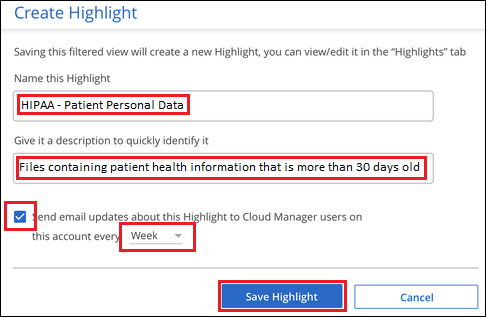 Create Highlight
Saving this filtered view will create a new Highlight, you can view/edit it in the “Highlights” tab
Name this Highlight
HIPAA - Patient Personal Data
Give it a description to quickly identify it
Files containing patient health information that is more than 30 days old
Send email updates about this Highlight to Cloud Manager users on
this account every Week
Save Highlight Cancel